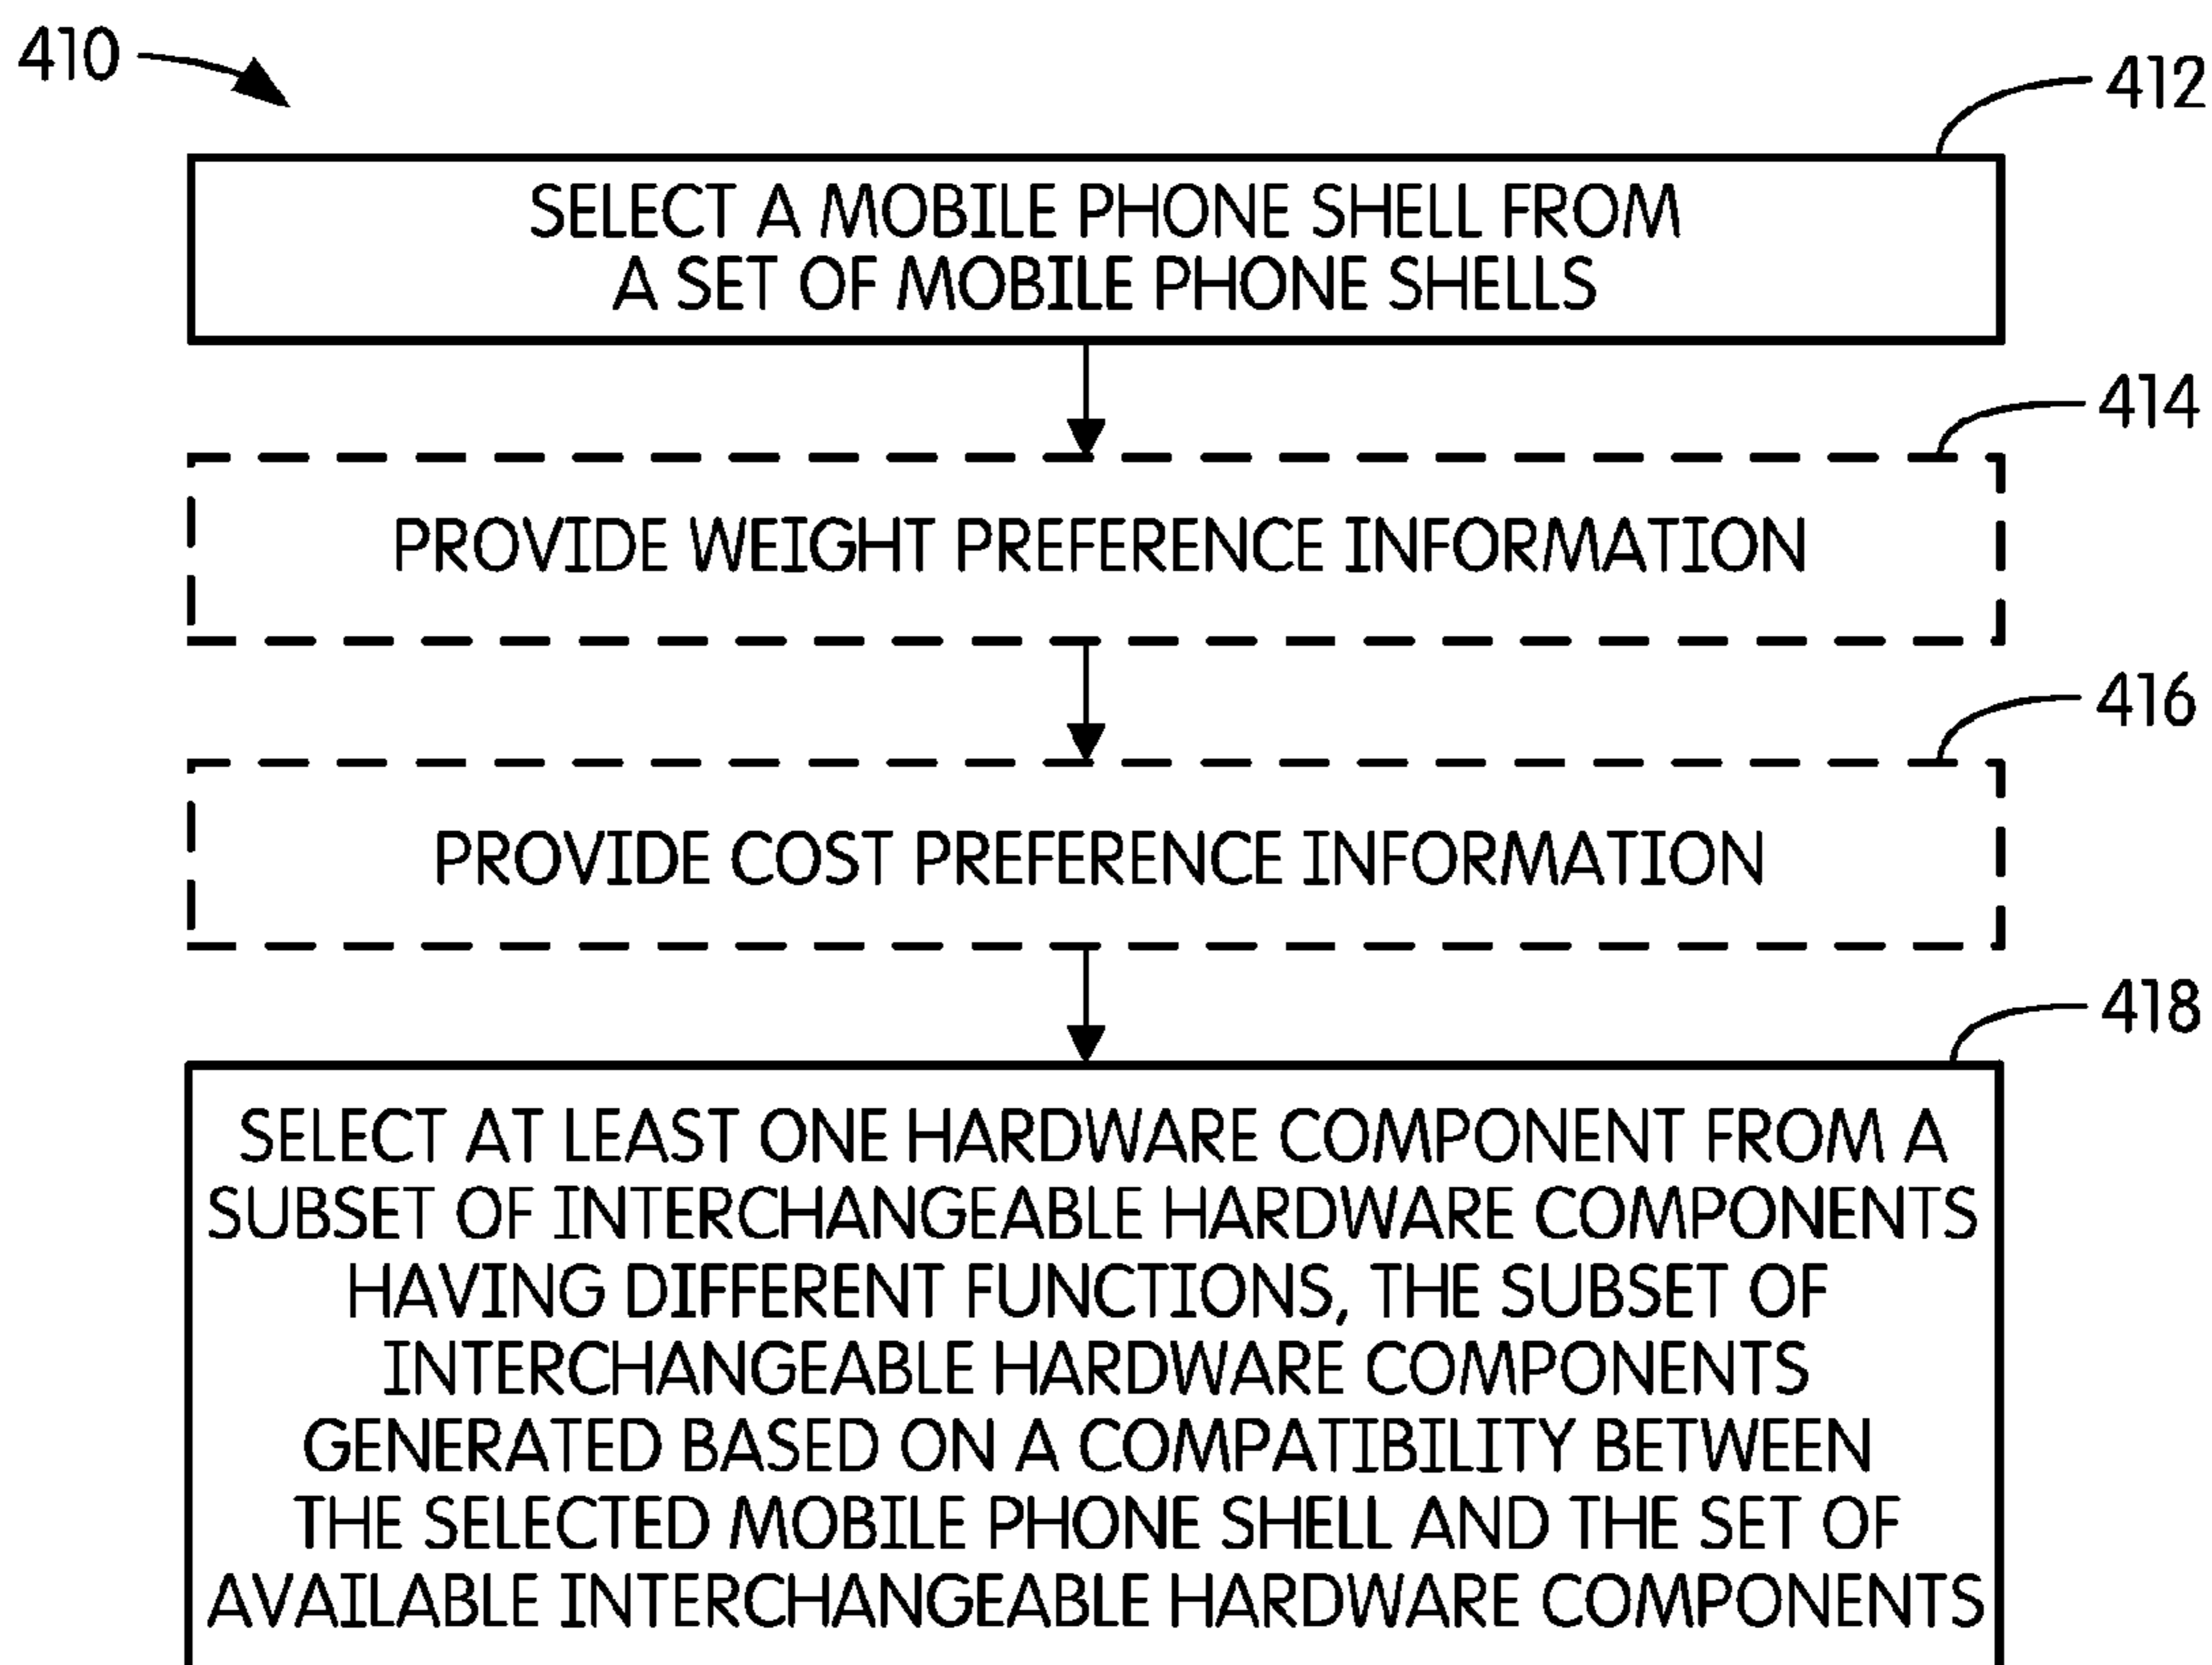 410
412
SELECT A MOBILE PHONE SHELL FROM
A SET OF MOBILE PHONE SHELLS
414
PROVIDE WEIGHT PREFERENCE INFORMATION
416
PROVIDE COST PREFERENCE INFORMATION
418
SELECT AT LEAST ONE HARDWARE COMPONENT FROM A
SUBSET OF INTERCHANGEABLE HARDWARE COMPONENTS
HAVING DIFFERENT FUNCTIONS, THE SUBSET OF
INTERCHANGEABLE HARDWARE COMPONENTS
GENERATED BASED ON A COMPATIBILITY BETWEEN
THE SELECTED MOBILE PHONE SHELL AND THE SET OF
AVAILABLE INTERCHANGEABLE HARDWARE COMPONENTS